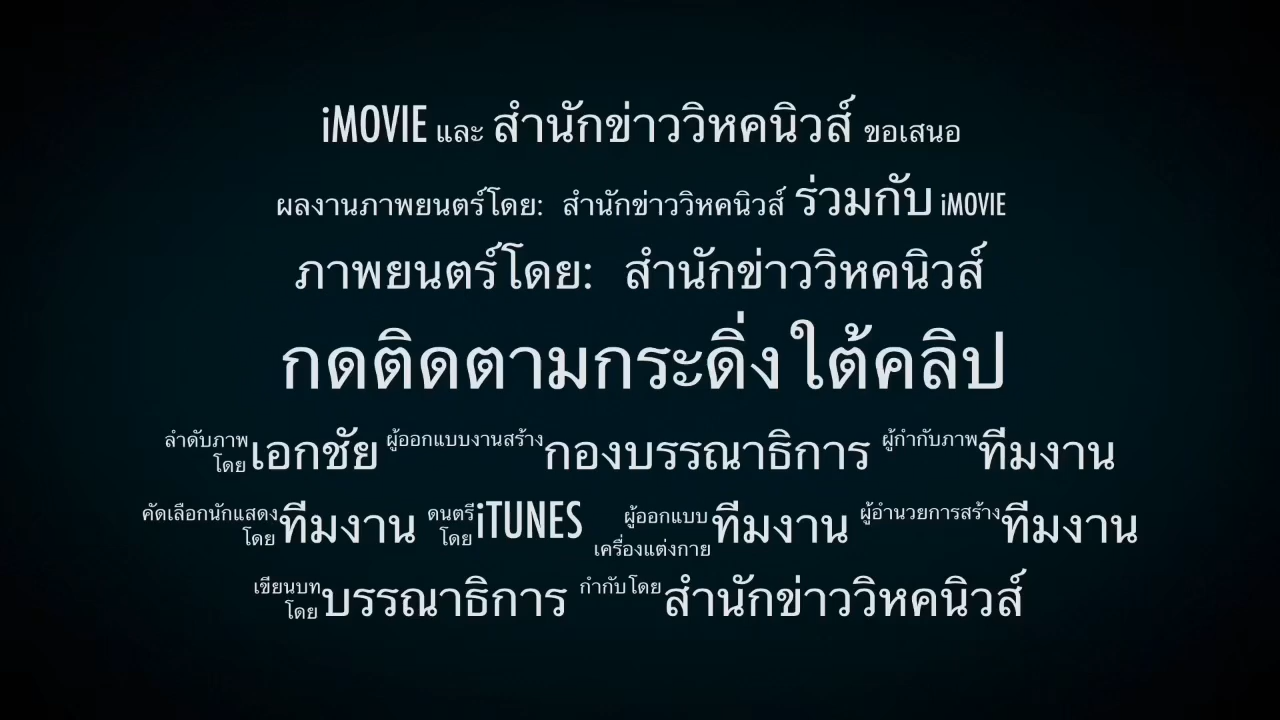 iMOVIE และ สำนักข่าววิหคนิวส์ ขอเสนอ
ผลงานภาพยนตร์โดย: สำนักข่าววิหคนิวส์ ร่วมกับ iMOVIE
ภาพยนตร์โดย: สำนักข่าววิหคนิวส์
กดติดตามกระดิ่ง ใต้คลิป
ลำดับภาพโดย เอกชัย ผู้ออกแบบงานสร้าง กองบรรณาธิการ ผู้กำกับภาพ ทีมงาน
คัดเลือกนักแสดงโดย ทีมงาน ดนตรีโดย iTUNES ผู้ออกแบบเครื่องแต่งกาย ทีมงาน ผู้อำนวยการสร้าง ทีมงาน
เขียนบทโดย บรรณาธิการ กำกับโดย สำนักข่าววิหคนิวส์